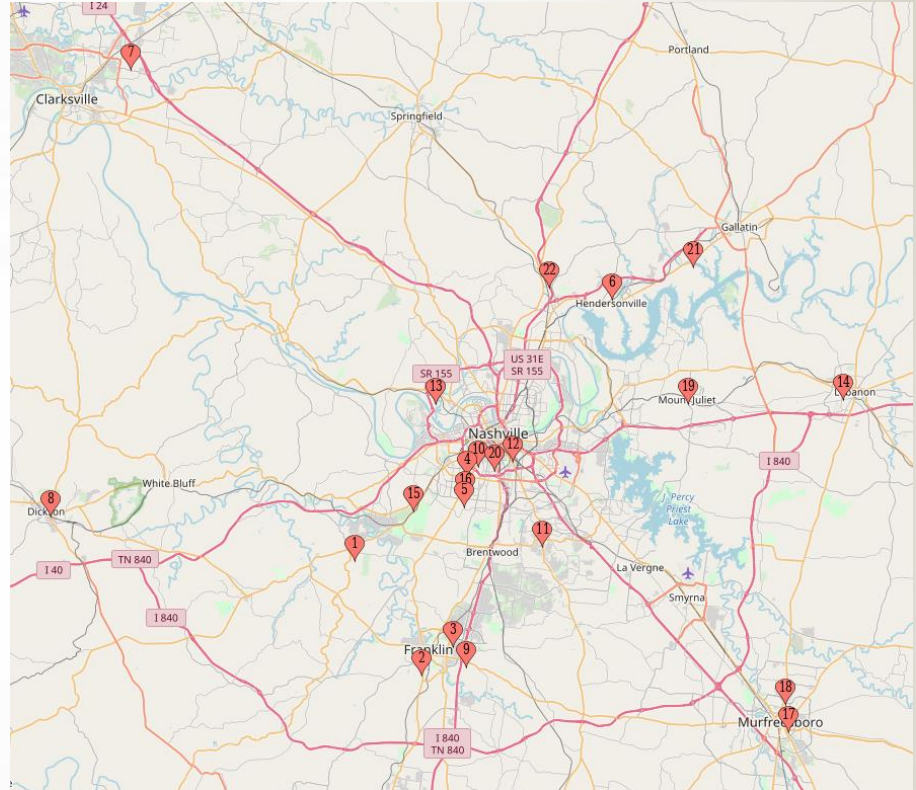 I 24
7
Clarksville
Portland
Springfield
Gallatin
21
22
6
Hendersonville
US 31E
SR 155
SR 155
13
19
Mount Juliet
14
Lebanon
Nashville
12
10
20
4
16
5
I 840
White Bluff
8
Dickson
15
J. Percy
Priest
Lake
11
1
Brentwood
TN 840
I 40
La Vergne
Smyrna
I 840
3
Franklin
9
2
18
17
Murfreesboro
I 840
TN 840